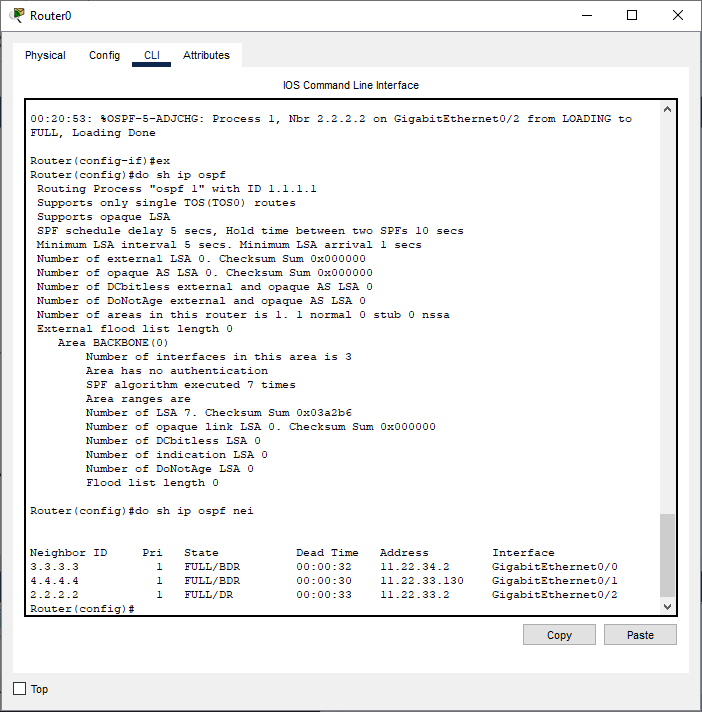 Router0
Physical Config CLI Attributes
IOS Command Line Interface
00:20:53: %OSPF-5-ADJCHG: Process 1, Nbr 2.2.2.2 on GigabitEthernet0/2 from LOADING to
FULL, Loading Done
Router(config-if)#ex
Router(config)#do sh ip ospf
Routing Process "ospf 1" with ID 1.1.1.1
Supports only single TOS(TOS0) routes
Supports opaque LSA
SPF schedule delay 5 secs, Hold time between two SPFs 10 secs
Minimum LSA interval 5 secs. Minimum LSA arrival 1 secs
Number of external LSA 0. Checksum Sum 0x000000
Number of opaque AS LSA 0. Checksum Sum 0x000000
Number of DCbitless external and opaque AS LSA 0
Number of DoNotAge external and opaque AS LSA 0
Number of areas in this router is 1. 1 normal 0 stub 0 nssa
External flood list length 0
Area BACKBONE(0)
Number of interfaces in this area is 3
Area has no authentication
SPF algorithm executed 7 times
Area ranges are
Number of LSA 7. Checksum Sum 0x03a2b6
Number of opaque link LSA 0. Checksum Sum 0x000000
Number of DCbitless LSA 0
Number of indication LSA 0
Number of DoNotAge LSA 0
Flood list length 0
Router(config)#do sh ip ospf nei
Neighbor ID Pri State Dead Time Address Interface
3.3.3.3 1 FULL/BDR 00:00:32 11.22.34.2 GigabitEthernet0/0
4.4.4.4 1 FULL/BDR 00:00:30 11.22.33.130 GigabitEthernet0/1
2.2.2.2 1 FULL/DR 00:00:33 11.22.33.2 GigabitEthernet0/2
Router(config)#
Copy Paste
Top